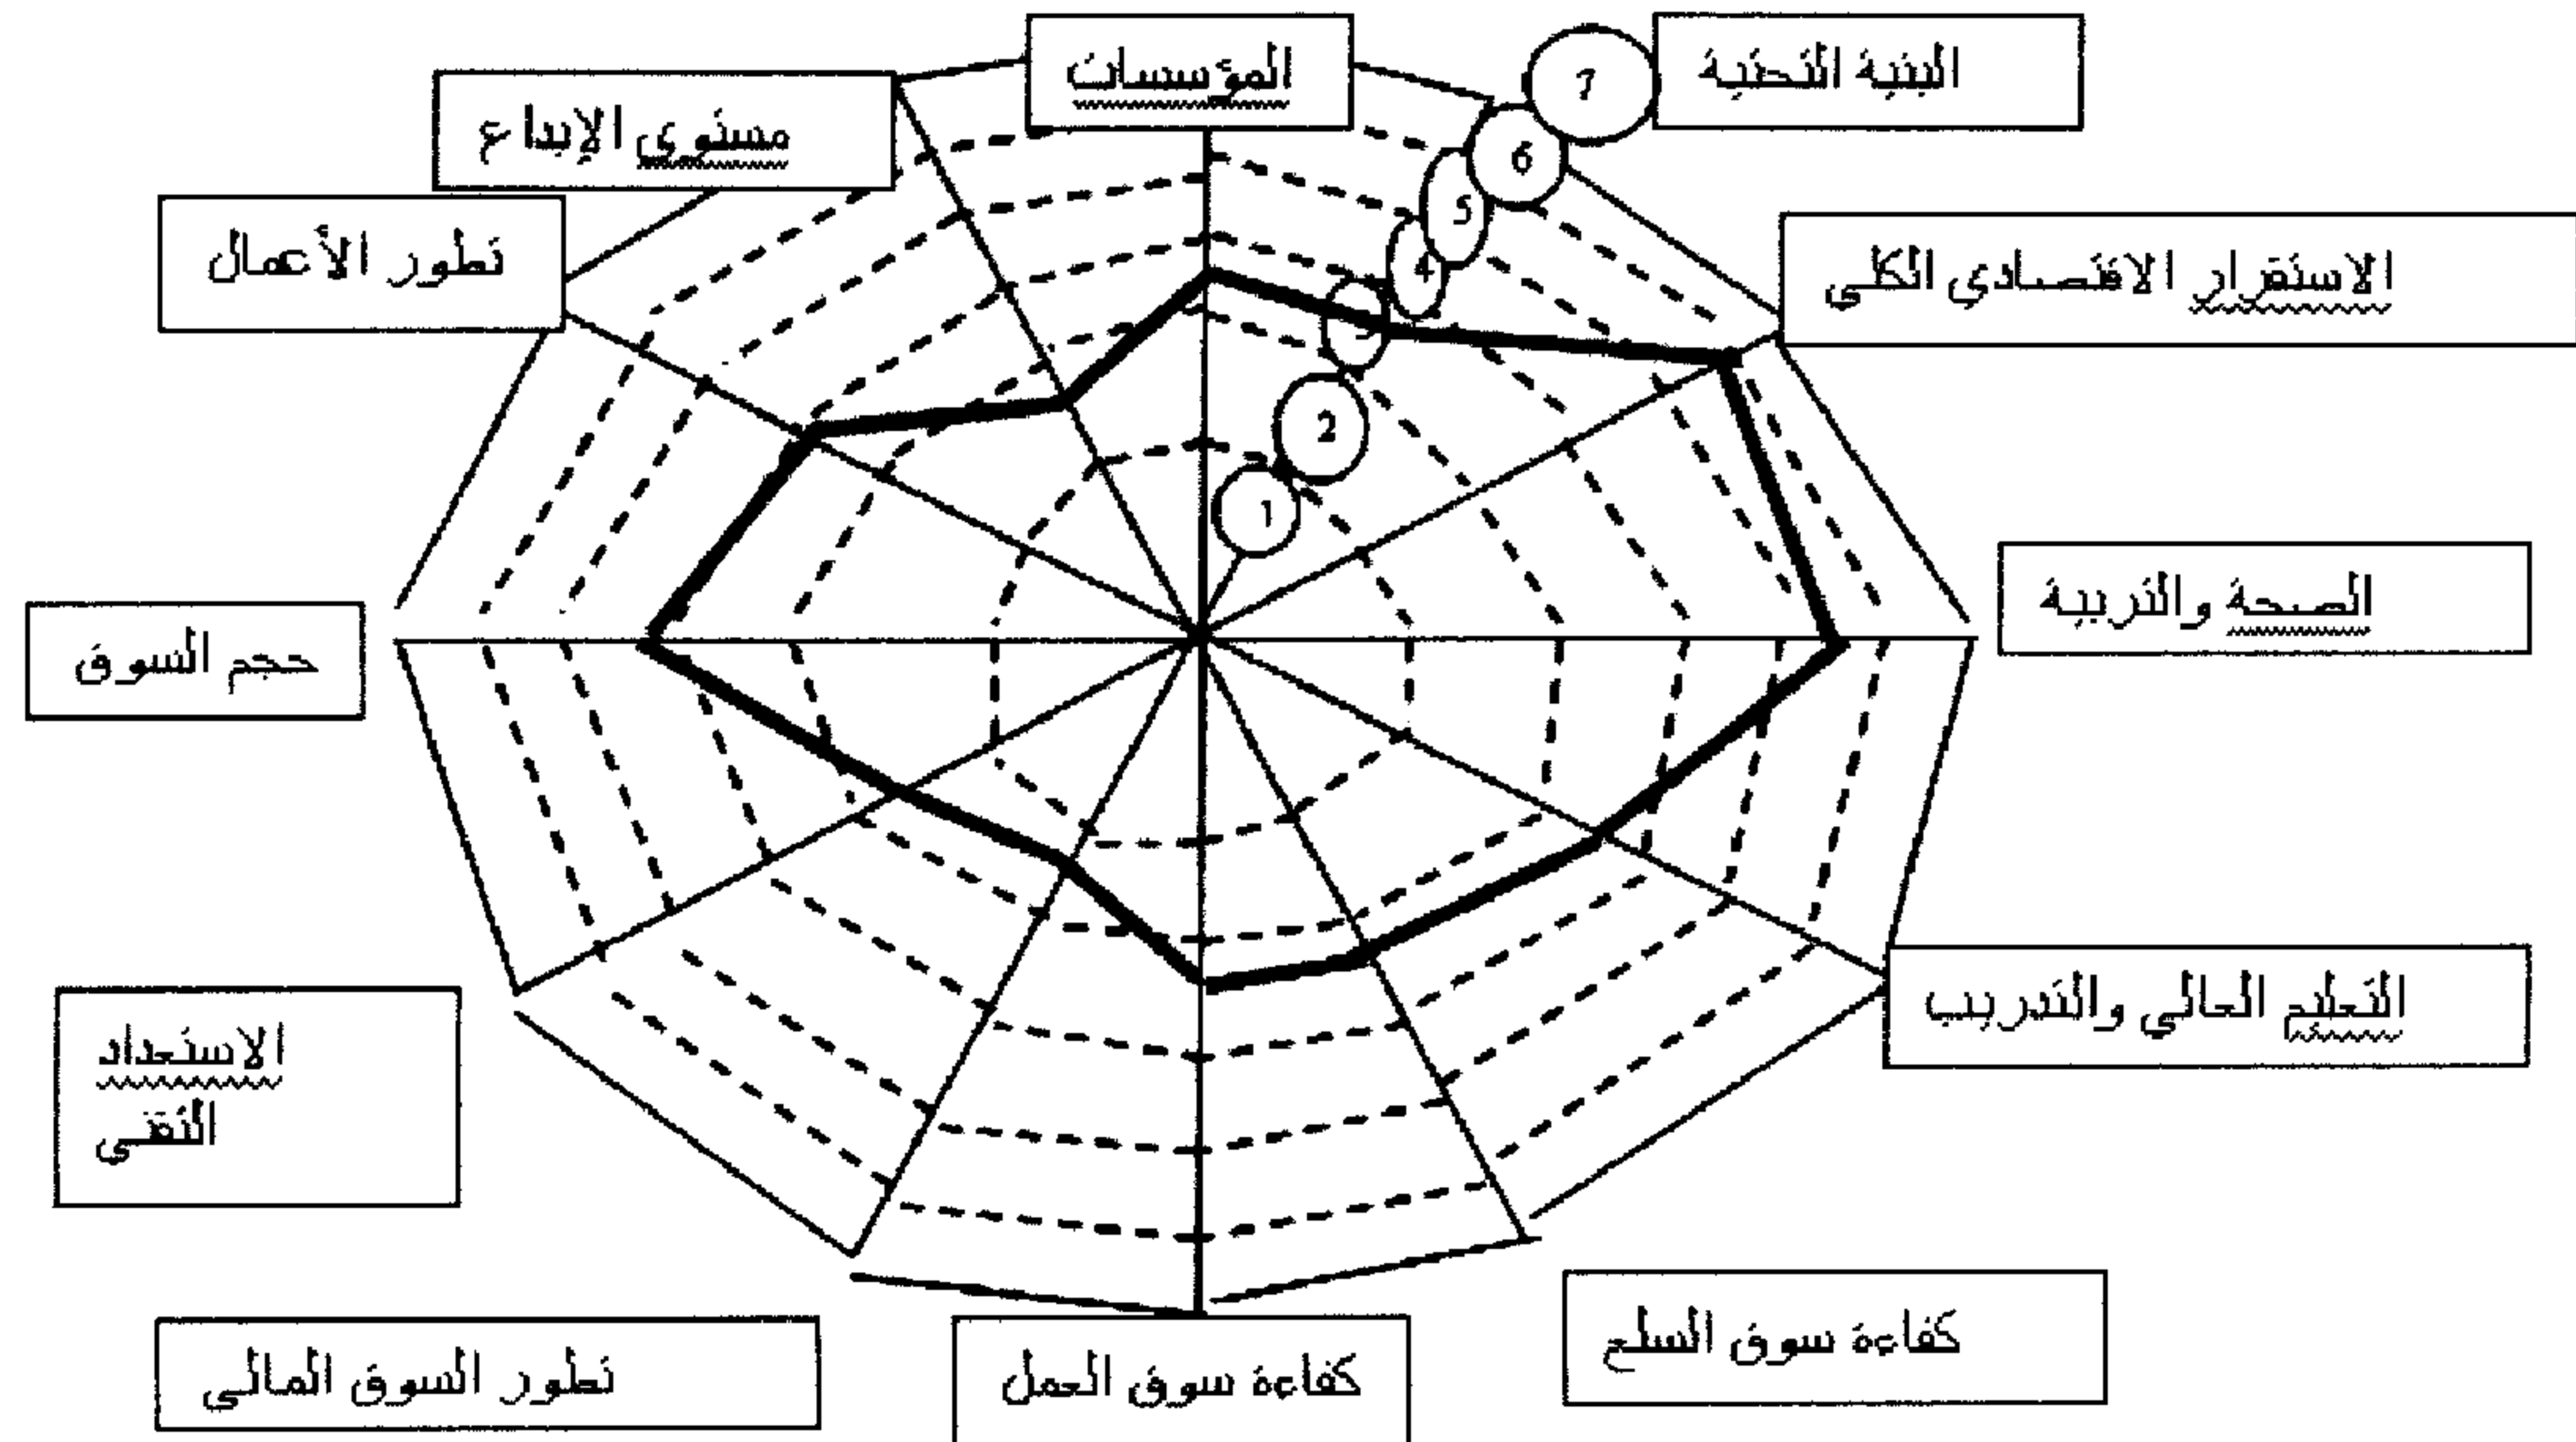 المؤسسات
البنية التحتية
7
6
5
4
3
2
1
مستوى الإبداع
تطور الأعمال
الاستقرار الاقتصادي الكلي
الصحة والتربية
حجم السوق
التعليم العالي والتدريب
الاستعداد
التقني
كفاءة سوق السلع
تطور السوق المالي
كفاءة سوق العمل